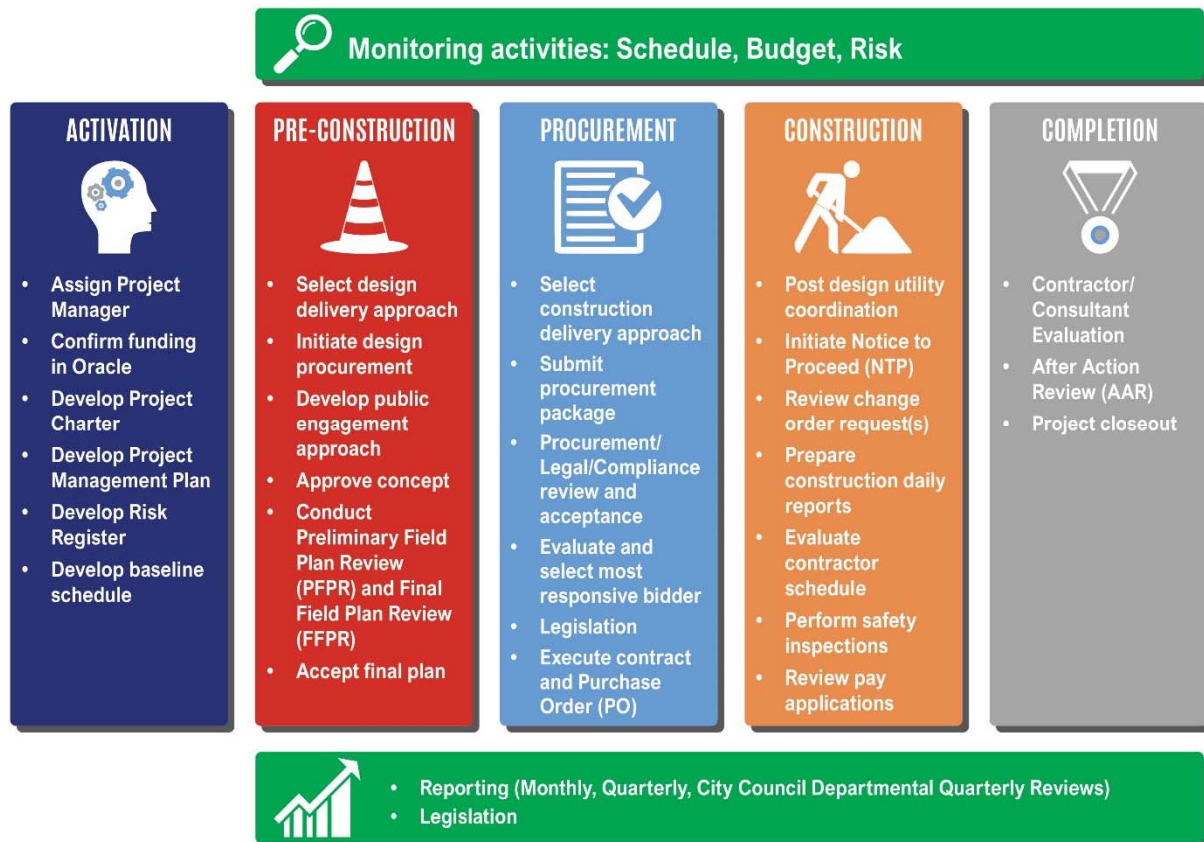 Monitoring activities: Schedule, Budget, Risk
ACTIVATION
• Assign Project
Manager
• Confirm funding
in Oracle
• Develop Project
Charter
• Develop Project
Management Plan
• Develop Risk
Register
• Develop baseline
schedule
PRE-CONSTRUCTION
• Select design
delivery approach
• Initiate design
procurement
• Develop public
engagement
approach
• Approve concept
• Conduct
Preliminary Field
Plan Review
(PFPR) and Final
Field Plan Review
(FFPR)
• Accept final plan
PROCUREMENT
• Select
construction
delivery approach
• Submit
procurement
package
• Procurement/
Legal/Compliance
review and
acceptance
• Evaluate and
select most
responsive bidder
• Legislation
• Execute contract
and Purchase
Order (PO)
CONSTRUCTION
• Post design utility
coordination
• Initiate Notice to
Proceed (NTP)
• Review change
order request(s)
• Prepare
construction daily
reports
• Evaluate
contractor
schedule
• Perform safety
inspections
• Review pay
applications
COMPLETION
• Contractor/
Consultant
Evaluation
• After Action
Review (AAR)
• Project closeout
• Reporting (Monthly, Quarterly, City Council Departmental Quarterly Reviews)
• Legislation